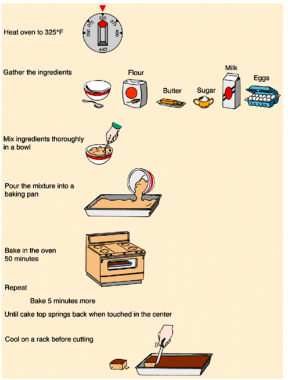 Heat oven to 325°F
Gather the ingredients
Flour
Butter
Sugar
Milk
Eggs
Mix ingredients thoroughly
in a bowl
Pour the mixture into a
baking pan
Bake in the oven
50 minutes
Repeat
Bake 5 minutes more
Until cake top springs back when touched in the center
Cool on a rack before cutting